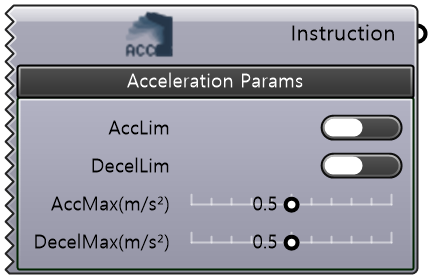 ACC
Instruction
Acceleration Params
AccLim
DecelLim
AccMax(m/s²) 0.5
DecelMax(m/s²) 0.5